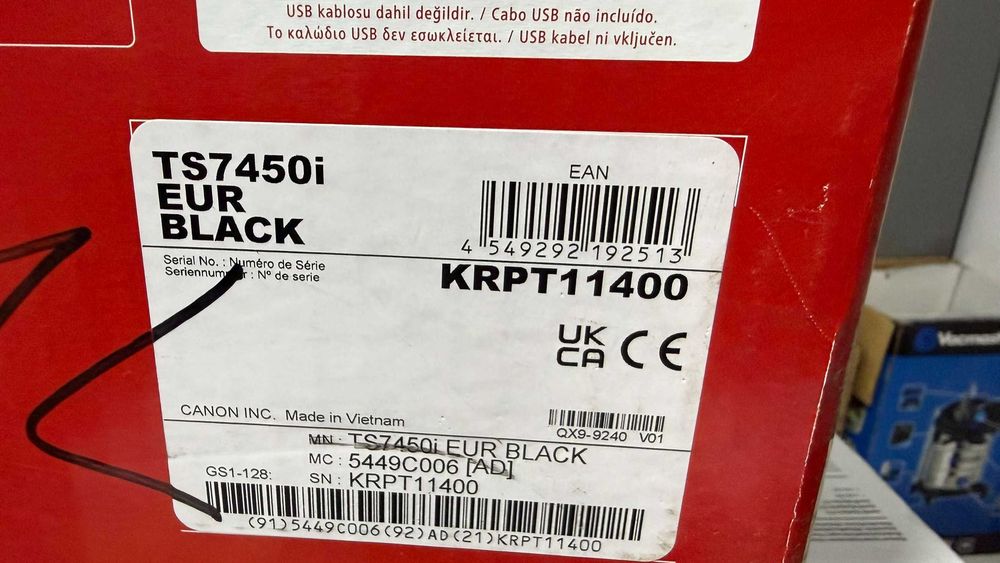 USB kablosu dahil değildir. / Cabo USB não incluído.
Το καλώδιο USB δεν εσωκλείεται. / USB kabel ni vključen.
TS7450i
EUR
BLACK
EAN
4 549292 192513
Serial No. : Numéro de Série
Seriennummer : Nº de serie
KRPT11400
UK
CA CE
CANON INC. Made in Vietnam
QX9-9240 V01
MN : TS7450i EUR BLACK
MC : 5449C006 [AD]
GS1-128: SN : KRPT11400
(91)5449C006(92)AD(21)KRPT11400